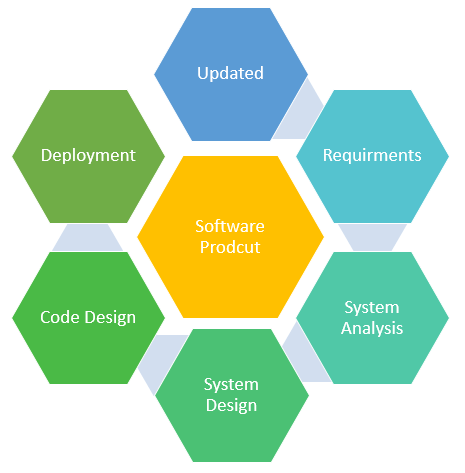 Updated
Deployment
Requirments
Software
Prodcut
Code Design
System
Analysis
System
Design